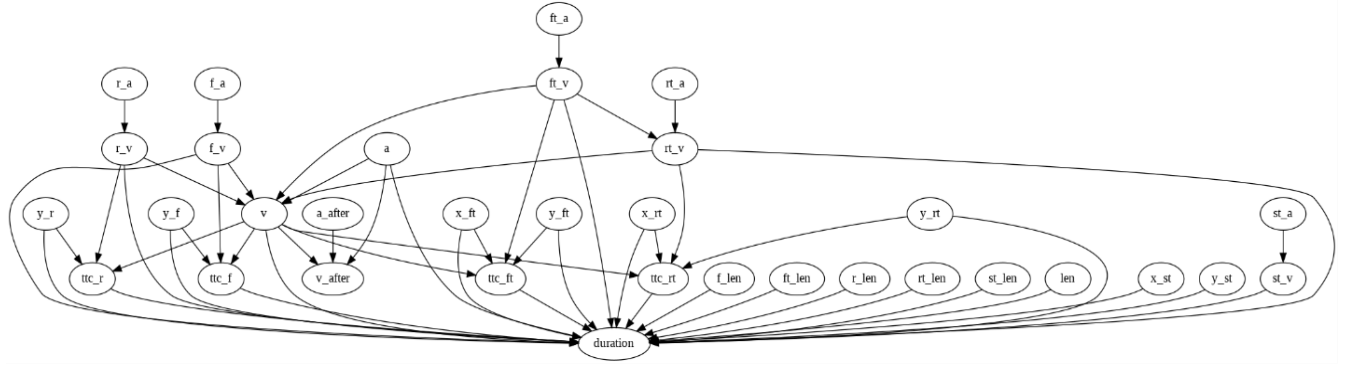 ft_a
r_a f_a ft_v rt_a
r_v f_v a rt_v
y_r y_f v a_after x_ft y_ft x_rt y_rt st_a
ttc_r ttc_f v_after ttc_ft ttc_rt f_len ft_len r_len rt_len st_len len x_st y_st st_v
duration